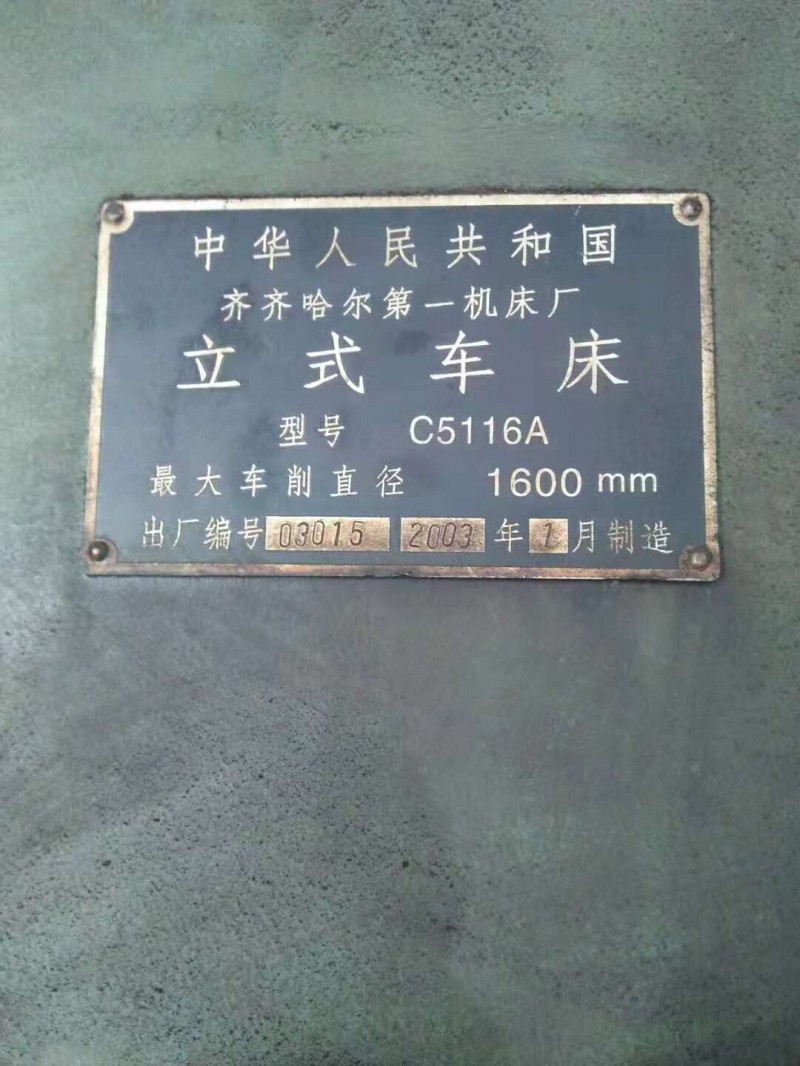 中华人民共和国
齐齐哈尔第一机床厂
立式车床
型号 C5116A
最大车削直径 1600 mm
出厂编号 03015 2003 年 1 月制造